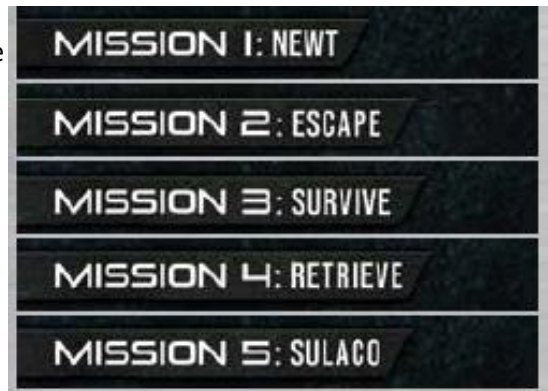 e
MISSION 1: NEWT
MISSION 2: ESCAPE
MISSION 3: SURVIVE
MISSION 4: RETRIEVE
MISSION 5: SULACO